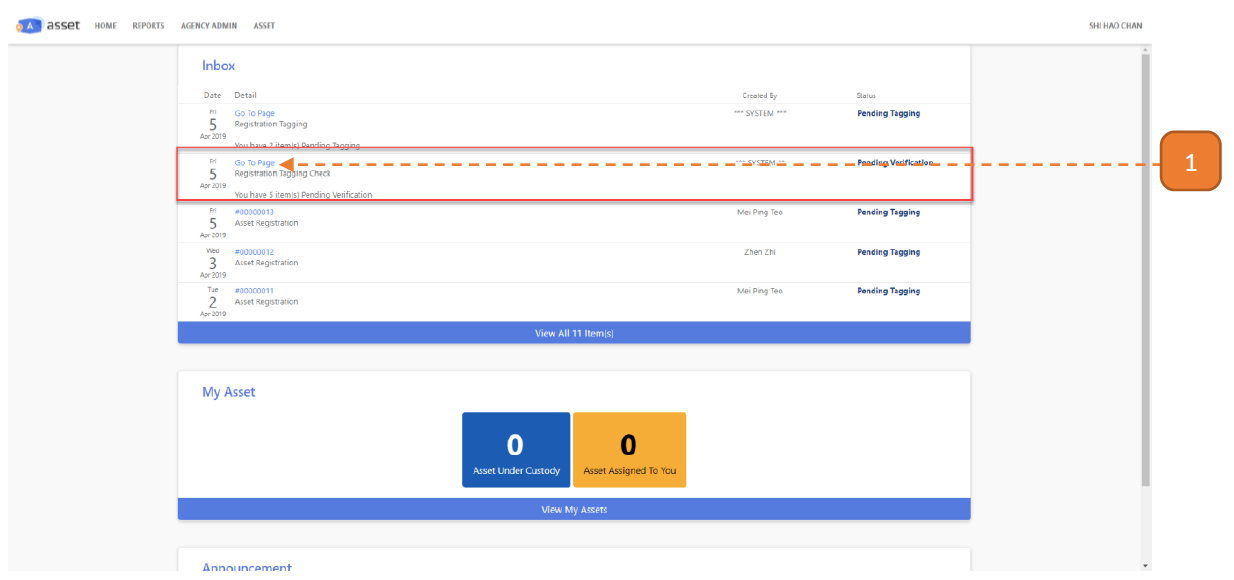 A asset HOME REPORTS AGENCY ADMIN ASSET SHI HAO CHAN
Inbox
Date Detail Created By Status
Fri Go To Page *** SYSTEM *** Pending Tagging
5 Registration Tagging
Apr 2019
You have 2 item(s) Pending Tagging
Fri Go To Page *** SYSTEM ** Pending Verification
1
5 Registration Tagging Check
Apr 2019
You have 5 item(s) Pending Verification
Fri #00000013 Mei Ping Teo Pending Tagging
5 Asset Registration
Apr 2019
Wed #00000012 Zhen Zhi Pending Tagging
3 Asset Registration
Apr 2019
Tue #00000011 Mei Ping Teo Pending Tagging
2 Asset Registration
Apr 2019
View All 11 Item(s)
My Asset
0 0
Asset Under Custody Asset Assigned To You
View My Assets
Announcement